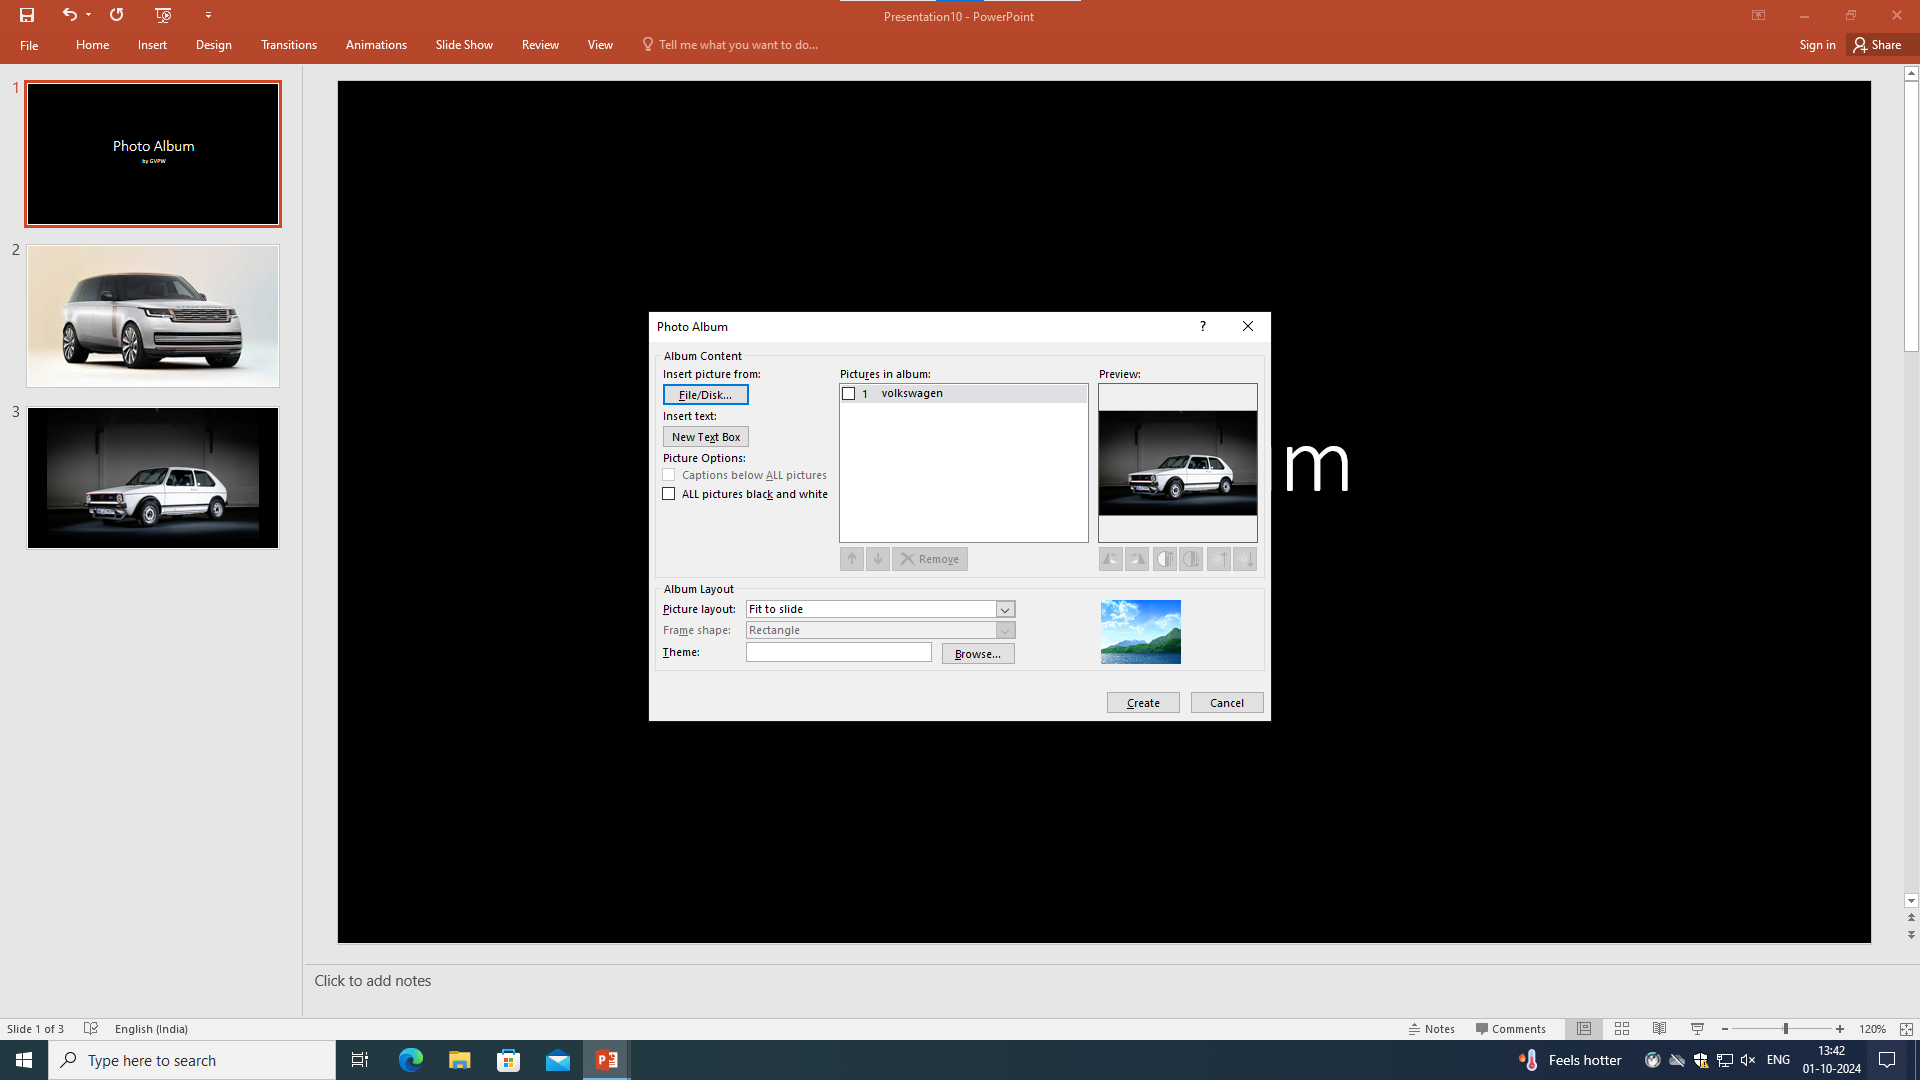 Presentation10 - PowerPoint
File Home Insert Design Transitions Animations Slide Show Review View Tell me what you want to do... Sign in Share
1
Photo Album
by GVPW
2
3
um
Photo Album ?
Album Content
Insert picture from:
File/Disk...
Insert text:
New Text Box
Picture Options:
Captions below ALL pictures
ALL pictures black and white
Pictures in album:
1 volkswagen
Preview:
Remove
Album Layout
Picture layout: Fit to slide
Frame shape: Rectangle
Theme:
Browse...
Create Cancel
Click to add notes
Slide 1 of 3 English (India) Notes Comments 120%
Type here to search
Feels hotter
ENG
13:42
01-10-2024